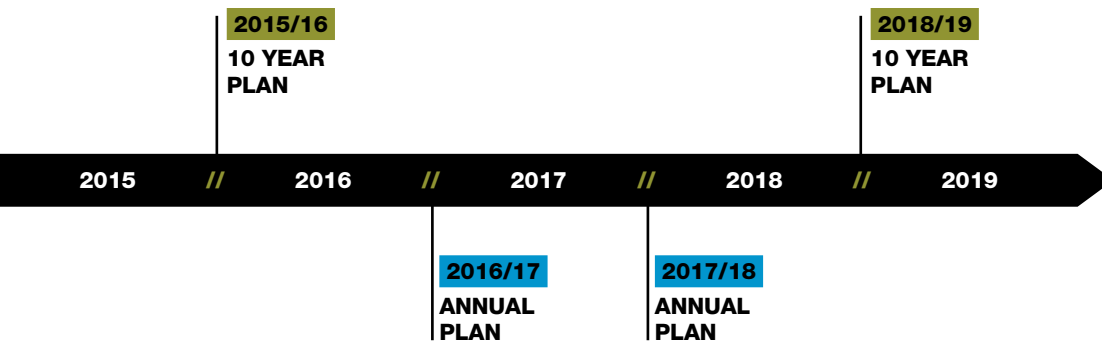 2015/16
10 YEAR
PLAN
2018/19
10 YEAR
PLAN
2015 // 2016 // 2017 // 2018 // 2019
2016/17
ANNUAL
PLAN
2017/18
ANNUAL
PLAN